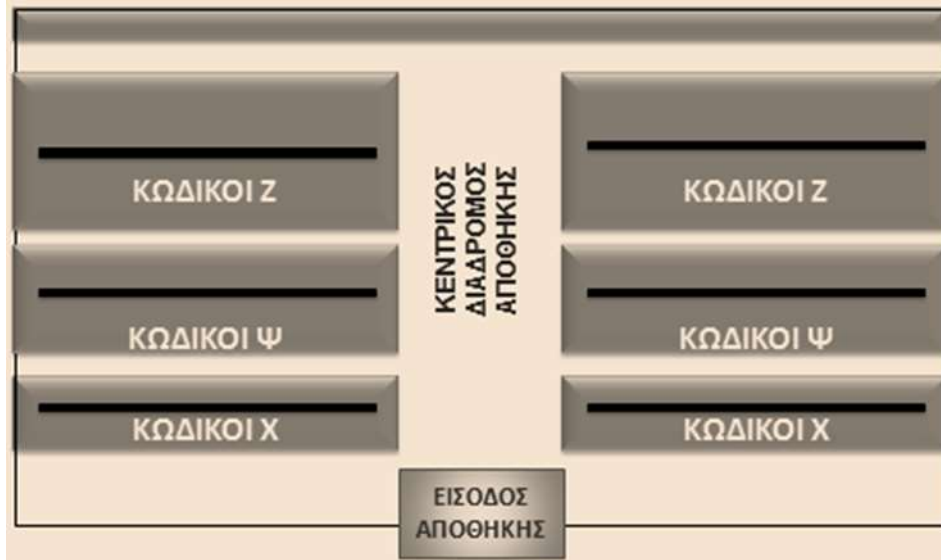 ΚΩΔΙΚΟΙ Ζ
ΚΩΔΙΚΟΙ Ψ
ΚΩΔΙΚΟΙ Χ
ΚΕΝΤΡΙΚΟΣ
ΔΙΑΔΡΟΜΟΣ
ΑΠΟΘΗΚΗΣ
ΚΩΔΙΚΟΙ Ζ
ΚΩΔΙΚΟΙ Ψ
ΚΩΔΙΚΟΙ Χ
ΕΙΣΟΔΟΣ
ΑΠΟΘΗΚΗΣ